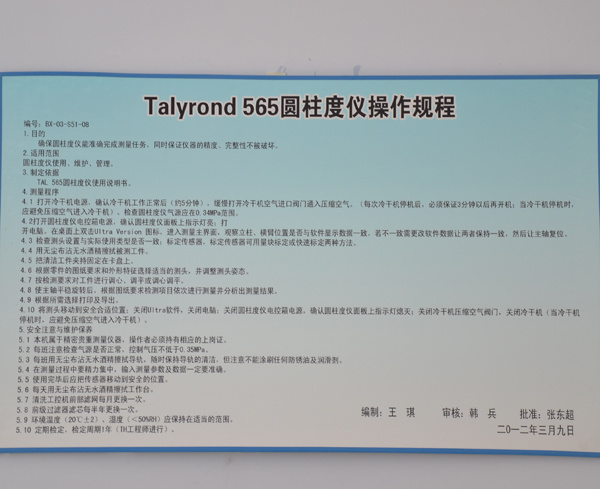 Talyrond 565圆柱度仪操作规程
编号: BX-03-551-08
1.目的
确保圆柱度仪能准确完成测量任务, 同时保证仪器的精度、完整性不被破坏。
2.适用范围
圆柱度仪使用、维护、管理。
3.制定依据
TAL 565圆柱度仪使用说明书。
4.测量程序
4.1 打开冷干机电源, 确认冷干机工作正常后 (约5分钟), 缓慢打开冷干机空气进口阀门通入压缩空气。(每次冷干机停机后, 必须保证3分钟以后再开机; 当冷干机停机时,
应避免压缩空气进入冷干机), 检查圆柱度仪气源应在0.34MPa范围。
4.2打开圆柱度仪电控箱电源, 确认圆柱度仪面板上指示灯亮; 打
开电脑, 在桌面上双击Ultra Version 图标, 进入测量主界面, 观察立柱、横臂位置是否与软件显示数据一致, 若不一致需更改软件数据让两者保持一致, 然后让主轴复位。
4.3 检查测头设置与实际使用类型是否一致; 标定传感器, 标定传感器可用量块标定或快速标定两种方法。
4.4 用无尘布沾无水酒精擦拭被测工件。
4.5 把清洁工件夹持固定在卡盘上。
4.6 根据零件的图纸要求和外形特征选择适当的测头, 并调整测头姿态。
4.7 按检测要求对工件进行调心、调平或调心调平。
4.8 使主轴平稳旋转后, 根据图纸要求检测项目依次进行测量并分析出测量结果。
4.9 根据所需选择打印及导出。
4.10 将测头移动到安全合适位置; 关闭Ultra软件, 关闭电脑; 关闭圆柱度仪电控箱电源, 确认圆柱度仪面板上指示灯熄灭; 关闭冷干机压缩空气阀门, 关闭冷干机 (当冷干机
停机时, 应避免压缩空气进入冷干机)。
5.安全注意与维护保养
5.1 本机属于精密贵重测量仪器, 操作者必须持有相应的上岗证。
5.2 每班注意检查气源是否正常, 控制气压不低于0.35MPa。
5.3 每班用无尘布沾无水酒精擦拭导轨, 随时保持导轨的清洁, 但注意不能涂刷任何防锈油及润滑剂。
5.4 在测量过程中要精力集中, 输入测量参数及数据一定要准确。
5.5 使用完毕后应把传感器移动到安全的位置。
5.6 每天用无尘布沾无水酒精擦拭工作台。
5.7 清洗工控机前部滤网每月更换一次。
5.8 前级过滤器滤芯每半年更换一次。
5.9 环境温度 (20℃±2)、湿度 (<50%RH) 应保持在适当的范围。
5.10 定期检定, 检定周期1年 (TH工程师进行)。
编制: 王 琪 审核: 韩 兵 批准: 张东超
二〇一二年三月九日